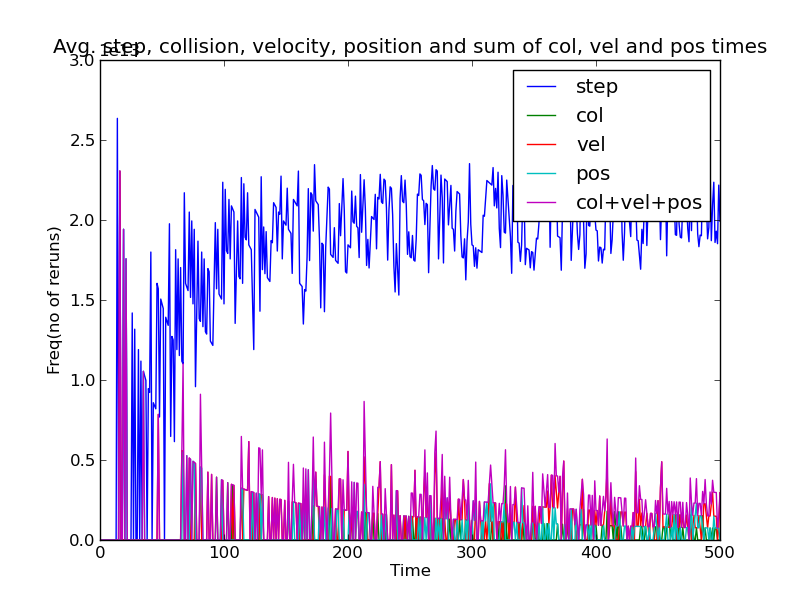 Avg. step, collision, velocity, position and sum of col, vel and pos times
1e13
3.0
2.5
2.0
1.5
1.0
0.5
0.0
Freq(no of reruns)
step
col
vel
pos
col+vel+pos
0 100 200 300 400 500
Time